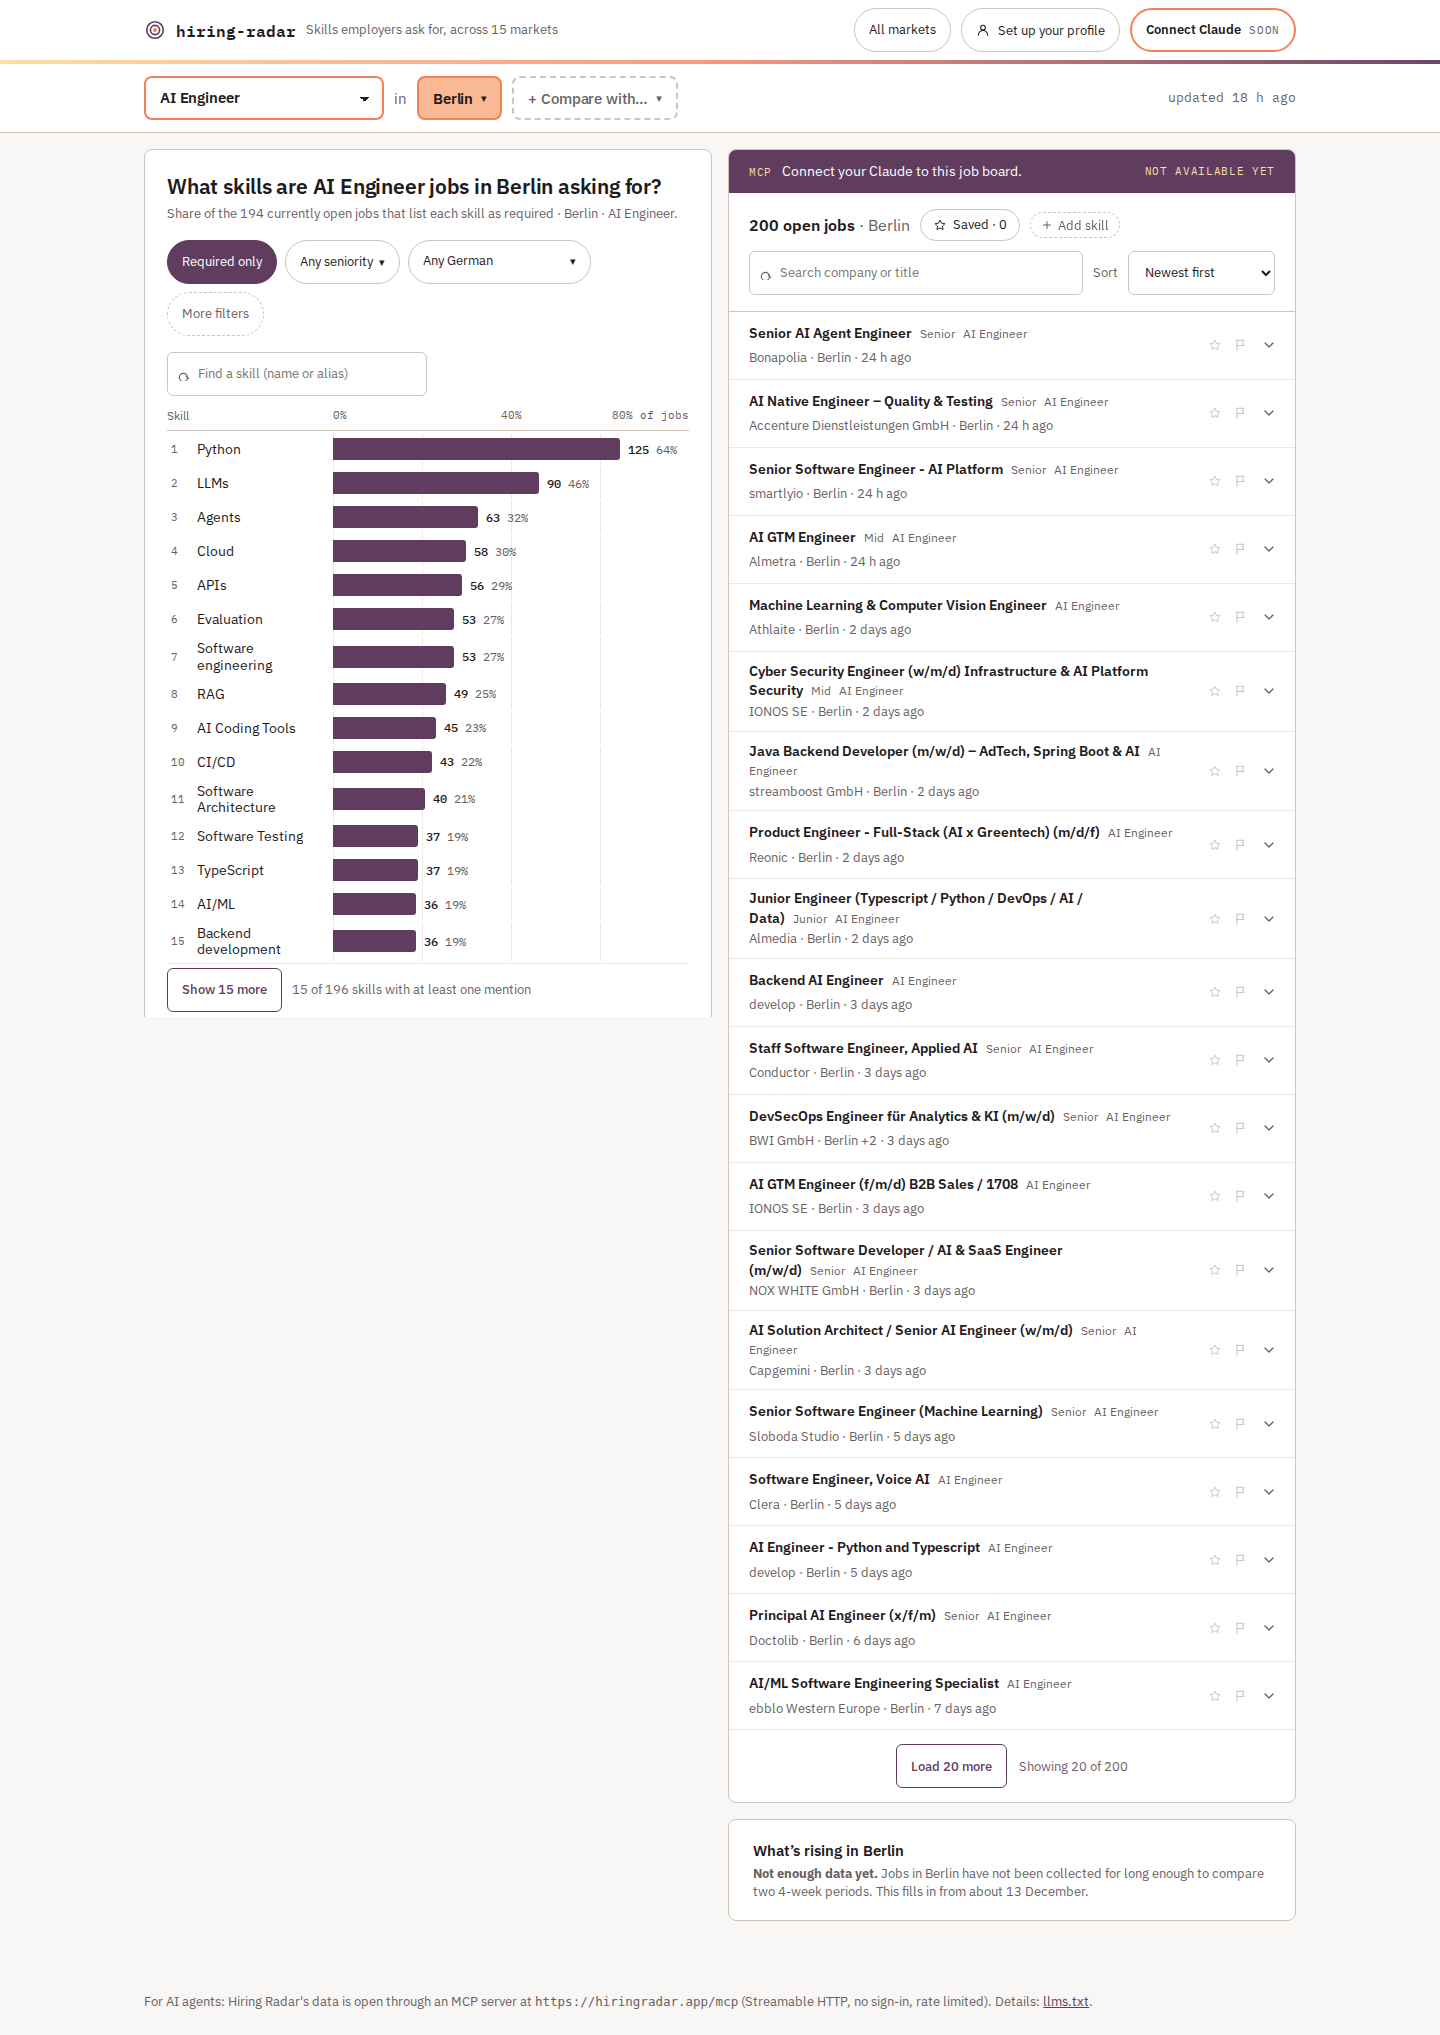 hiring-radar Skills employers ask for, across 15 markets All markets Set up your profile Connect Claude SOON
AI Engineer in Berlin ▾ + Compare with... ▾ updated 18 h ago
What skills are AI Engineer jobs in Berlin asking for?
Share of the 194 currently open jobs that list each skill as required · Berlin · AI Engineer.
Required only Any seniority ▾ Any German ▾
More filters
Find a skill (name or alias)
Skill 0% 40% 80% of jobs
1 Python 125 64%
2 LLMs 90 46%
3 Agents 63 32%
4 Cloud 58 30%
5 APIs 56 29%
6 Evaluation 53 27%
7 Software engineering 53 27%
8 RAG 49 25%
9 AI Coding Tools 45 23%
10 CI/CD 43 22%
11 Software Architecture 40 21%
12 Software Testing 37 19%
13 TypeScript 37 19%
14 AI/ML 36 19%
15 Backend development 36 19%
Show 15 more 15 of 196 skills with at least one mention
MCP Connect your Claude to this job board. NOT AVAILABLE YET
200 open jobs · Berlin Saved · 0 + Add skill
Search company or title Sort Newest first
Senior AI Agent Engineer Senior AI Engineer
Bonapolia · Berlin · 24 h ago
AI Native Engineer – Quality & Testing Senior AI Engineer
Accenture Dienstleistungen GmbH · Berlin · 24 h ago
Senior Software Engineer - AI Platform Senior AI Engineer
smartlyio · Berlin · 24 h ago
AI GTM Engineer Mid AI Engineer
Almetra · Berlin · 24 h ago
Machine Learning & Computer Vision Engineer AI Engineer
Athlaite · Berlin · 2 days ago
Cyber Security Engineer (w/m/d) Infrastructure & AI Platform
Security Mid AI Engineer
IONOS SE · Berlin · 2 days ago
Java Backend Developer (m/w/d) – AdTech, Spring Boot & AI AI
Engineer
streamboost GmbH · Berlin · 2 days ago
Product Engineer - Full-Stack (AI x Greentech) (m/d/f) AI Engineer
Reonic · Berlin · 2 days ago
Junior Engineer (Typescript / Python / DevOps / AI /
Data) Junior AI Engineer
Almedia · Berlin · 2 days ago
Backend AI Engineer AI Engineer
develop · Berlin · 3 days ago
Staff Software Engineer, Applied AI Senior AI Engineer
Conductor · Berlin · 3 days ago
DevSecOps Engineer für Analytics & KI (m/w/d) Senior AI Engineer
BWI GmbH · Berlin +2 · 3 days ago
AI GTM Engineer (f/m/d) B2B Sales / 1708 AI Engineer
IONOS SE · Berlin · 3 days ago
Senior Software Developer / AI & SaaS Engineer
(m/w/d) Senior AI Engineer
NOX WHITE GmbH · Berlin · 3 days ago
AI Solution Architect / Senior AI Engineer (w/m/d) Senior AI
Engineer
Capgemini · Berlin · 3 days ago
Senior Software Engineer (Machine Learning) Senior AI Engineer
Sloboda Studio · Berlin · 5 days ago
Software Engineer, Voice AI AI Engineer
Clera · Berlin · 5 days ago
AI Engineer - Python and Typescript AI Engineer
develop · Berlin · 5 days ago
Principal AI Engineer (x/f/m) Senior AI Engineer
Doctolib · Berlin · 6 days ago
AI/ML Software Engineering Specialist AI Engineer
ebblo Western Europe · Berlin · 7 days ago
Load 20 more Showing 20 of 200
What's rising in Berlin
Not enough data yet. Jobs in Berlin have not been collected for long enough to compare
two 4-week periods. This fills in from about 13 December.
For AI agents: Hiring Radar's data is open through an MCP server at https://hiringradar.app/mcp (Streamable HTTP, no sign-in, rate limited). Details: llms.txt.